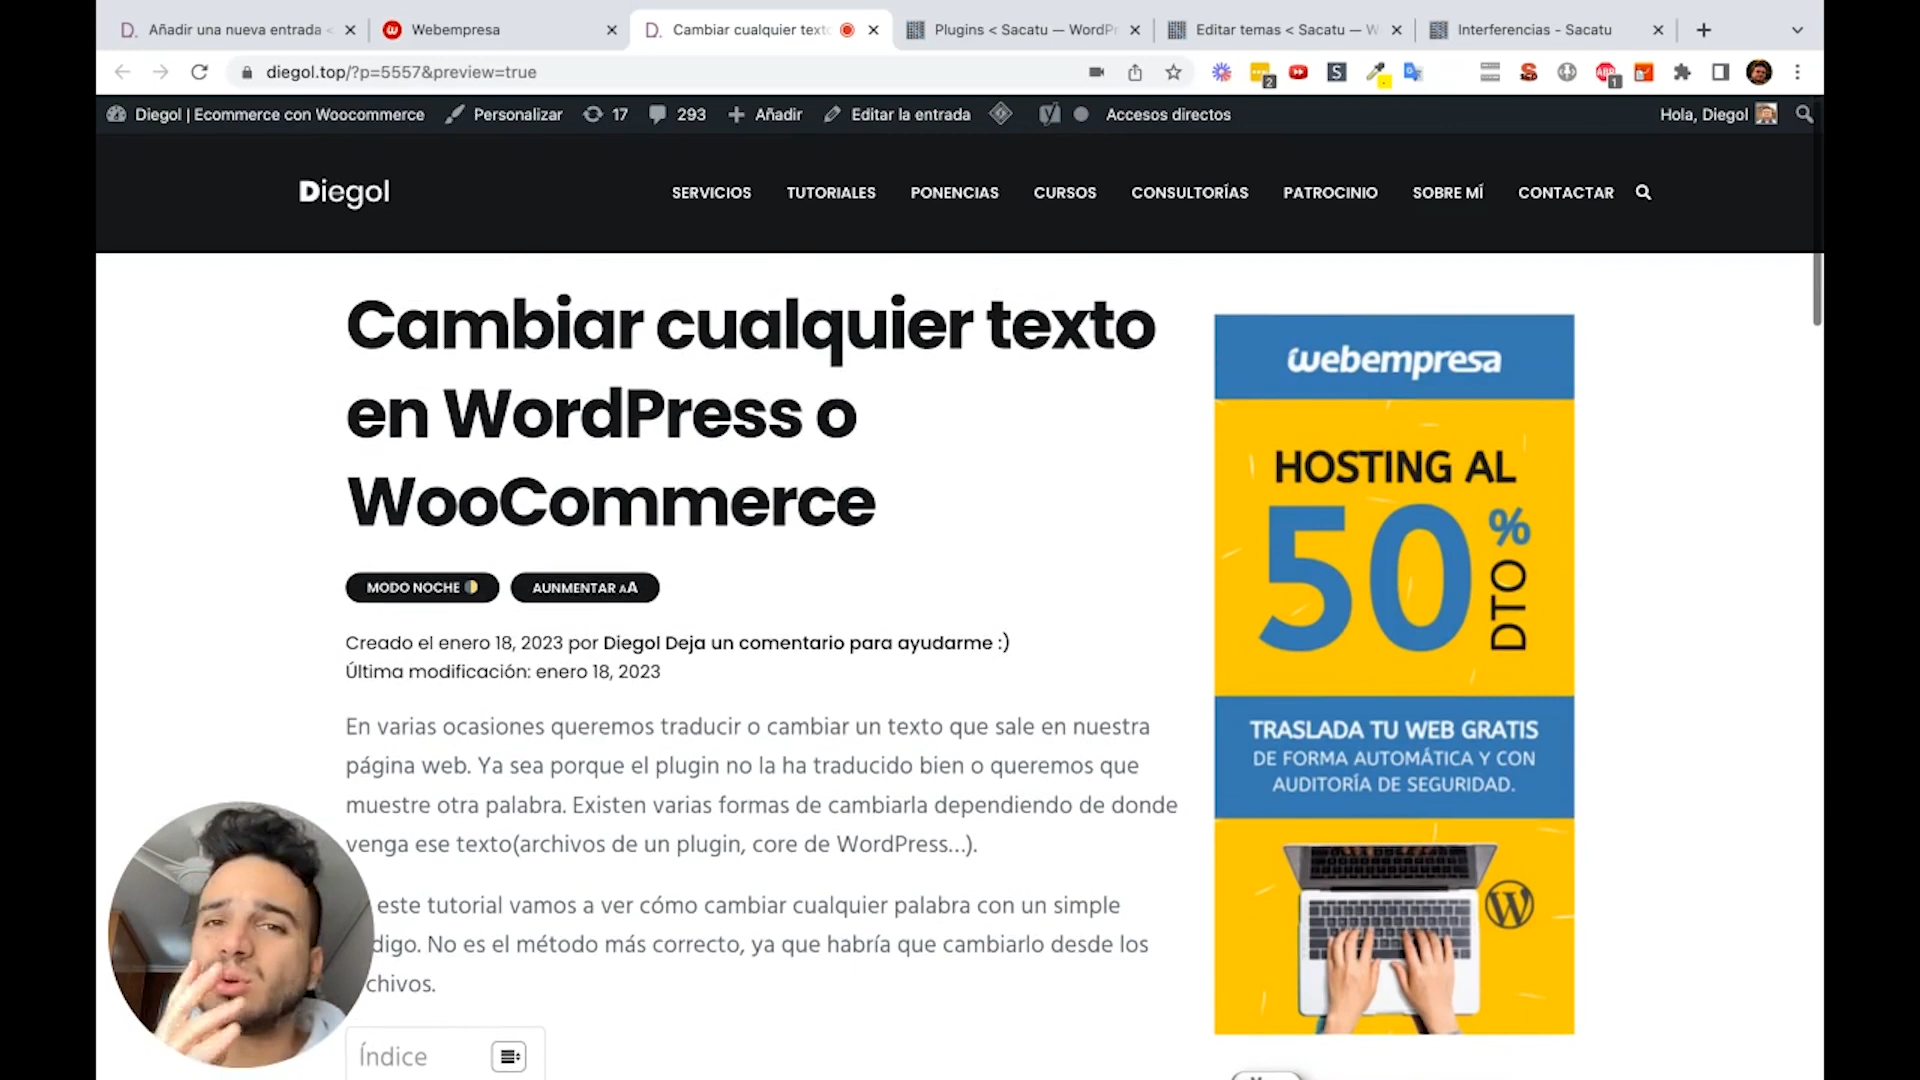 Añadir una nueva entrada <
Webempresa
Cambiar cualquier texto
Plugins < Sacatu — WordPr
Editar temas < Sacatu — W
Interferencias - Sacatu
diegol.top/?p=5557&preview=true
2
1
Diegol | Ecommerce con Woocommerce
Personalizar
17
293
Añadir
Editar la entrada
Accesos directos
Hola, Diegol
Diegol
SERVICIOS
TUTORIALES
PONENCIAS
CURSOS
CONSULTORÍAS
PATROCINIO
SOBRE MÍ
CONTACTAR
Cambiar cualquier texto
en WordPress o
WooCommerce
MODO NOCHE
AUNMENTAR AA
Creado el enero 18, 2023 por Diegol Deja un comentario para ayudarme :)
Última modificación: enero 18, 2023
En varias ocasiones queremos traducir o cambiar un texto que sale en nuestra
página web. Ya sea porque el plugin no la ha traducido bien o queremos que
muestre otra palabra. Existen varias formas de cambiarla dependiendo de donde
venga ese texto(archivos de un plugin, core de WordPress…).
este tutorial vamos a ver cómo cambiar cualquier palabra con un simple
digo. No es el método más correcto, ya que habría que cambiarlo desde los
chivos.
Índice
webempresa
HOSTING AL
50% DTO
TRASLADA TU WEB GRATIS
DE FORMA AUTOMÁTICA Y CON
AUDITORÍA DE SEGURIDAD.